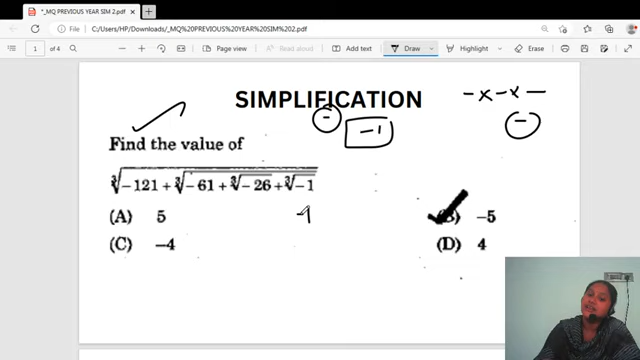 *_MQ PREVIOUS YEAR SIM 2.pdf
C:/Users/HP/Downloads/_MQ%20PREVIOUS%20YEAR%20SIM%202.pdf
1 of 4
Page view
Read aloud
Add text
Draw
Highlight
Erase
SIMPLIFICATION
-x-x-
-
-1
-
Find the value of
∛-121 + ∛-61 + ∛-26 + ∛-1
(A) 5
-1
(B) -5
(C) -4
(D) 4